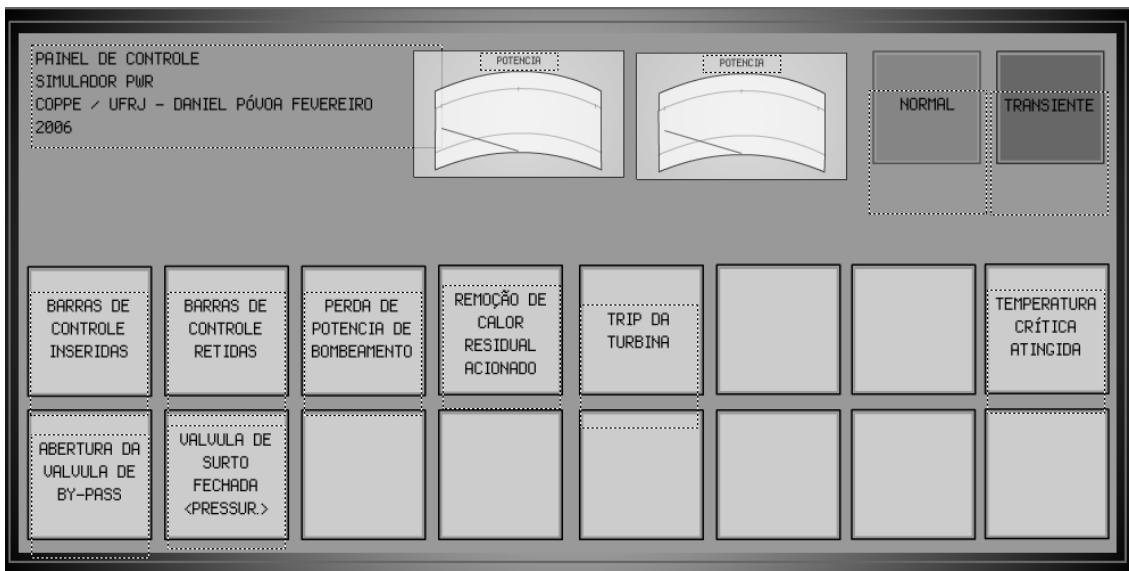 PAINEL DE CONTROLE
SIMULADOR PWR
COPPE / UFRJ - DANIEL PÓVOA FEVEREIRO
2006
POTENCIA
POTENCIA
NORMAL
TRANSIENTE
BARRAS DE
CONTROLE
INSERIDAS
BARRAS DE
CONTROLE
RETIDAS
PERDA DE
POTENCIA DE
BOMBEAMENTO
REMOÇÃO DE
CALOR
RESIDUAL
ACIONADO
TRIP DA
TURBINA
TEMPERATURA
CRÍTICA
ATINGIDA
ABERTURA DA
VALVULA DE
BY-PASS
VALVULA DE
SURTO
FECHADA
<PRESSUR.>